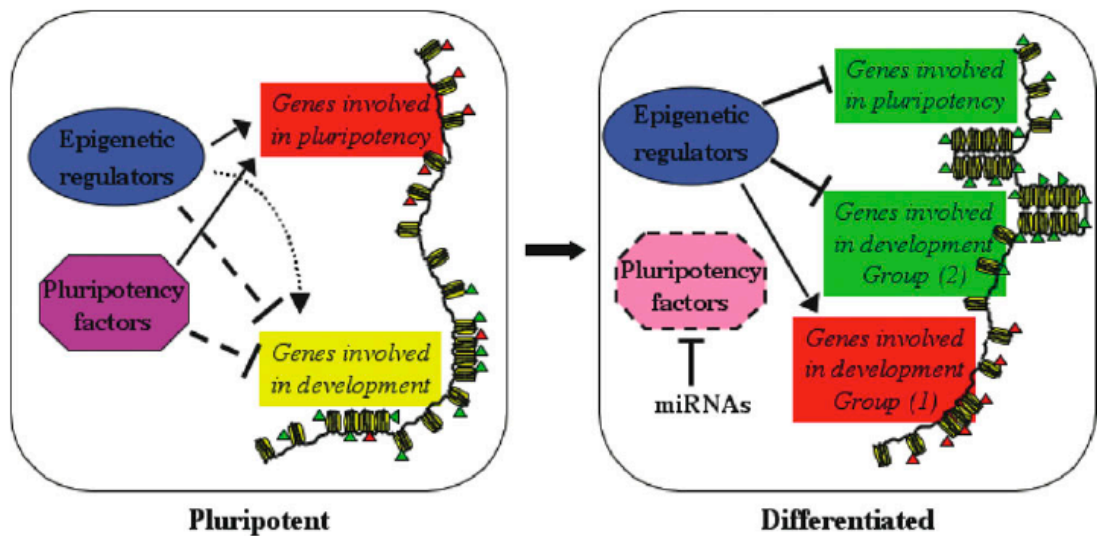 Epigenetic
regulators
Pluripotency
factors
Genes involved
in pluripotency
Genes involved
in development
Pluripotent
Epigenetic
regulators
Pluripotency
factors
miRNAs
Genes involved
in pluripotency
Genes involved
in development
Group (2)
Genes involved
in development
Group (1)
Differentiated